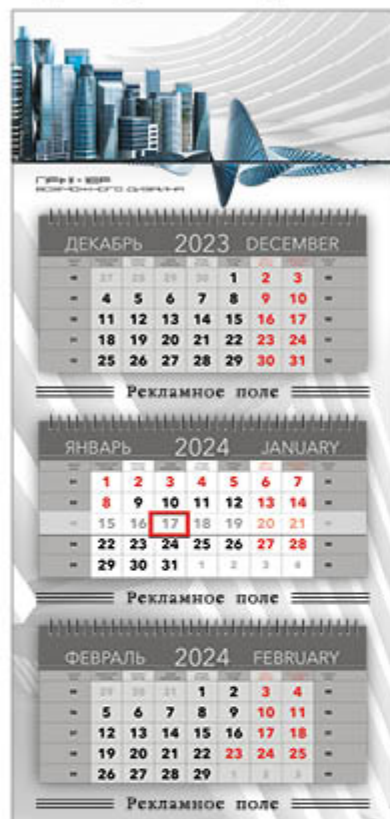 ПРИМЕР
ВОЗМОЖНОГО ДИЗАЙНА
ДЕКАБРЬ 2023 DECEMBER
27 28 29 30 1 2 3
4 5 6 7 8 9 10
11 12 13 14 15 16 17
18 19 20 21 22 23 24
25 26 27 28 29 30 31
Рекламное поле
ЯНВАРЬ 2024 JANUARY
1 2 3 4 5 6 7
8 9 10 11 12 13 14
15 16 17 18 19 20 21
22 23 24 25 26 27 28
29 30 31 1 2 3 4
Рекламное поле
ФЕВРАЛЬ 2024 FEBRUARY
29 30 31 1 2 3 4
5 6 7 8 9 10 11
12 13 14 15 16 17 18
19 20 21 22 23 24 25
26 27 28 29 1 2 3
Рекламное поле